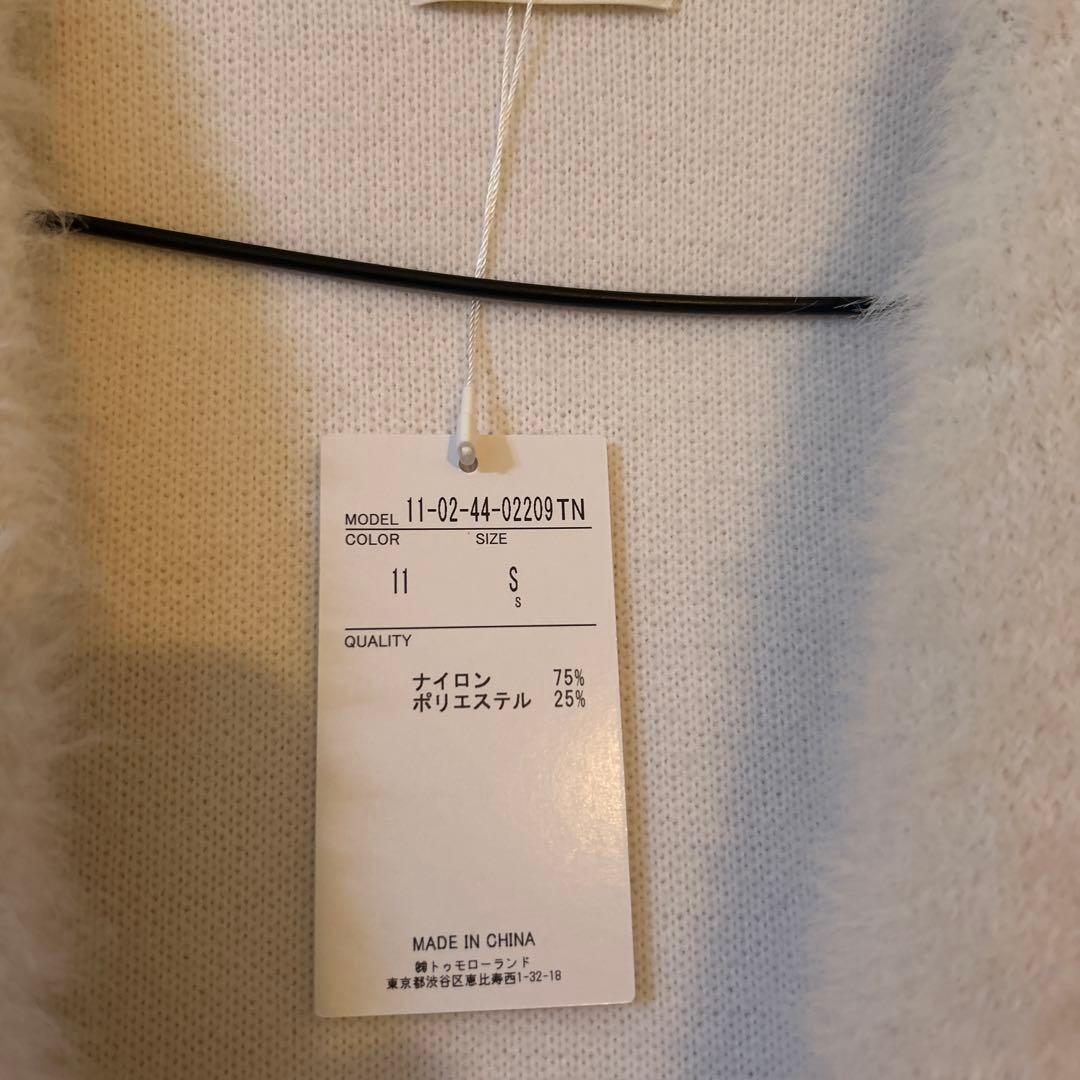 MODEL 11-02-44-02209TN
COLOR SIZE
11 S
S
QUALITY
ナイロン 75%
ポリエステル 25%
MADE IN CHINA
㈱トゥモローランド
東京都渋谷区恵比寿西1-32-18